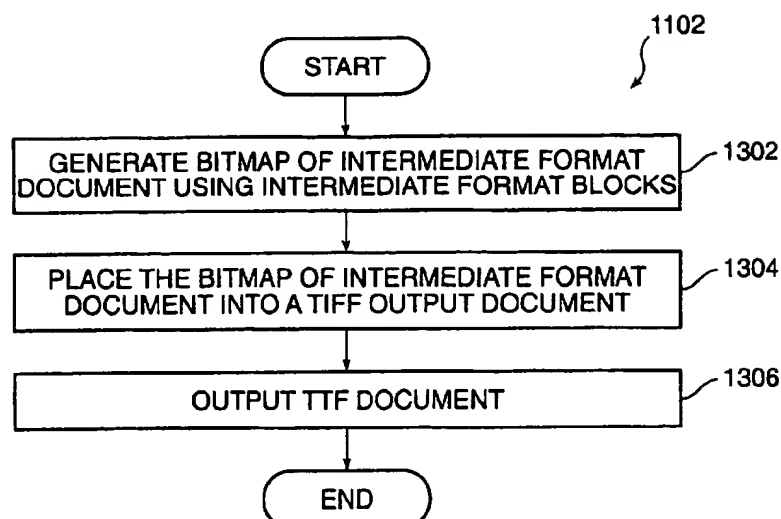 1102
START
GENERATE BITMAP OF INTERMEDIATE FORMAT
DOCUMENT USING INTERMEDIATE FORMAT BLOCKS
1302
PLACE THE BITMAP OF INTERMEDIATE FORMAT
DOCUMENT INTO A TIFF OUTPUT DOCUMENT
1304
OUTPUT TTF DOCUMENT
1306
END